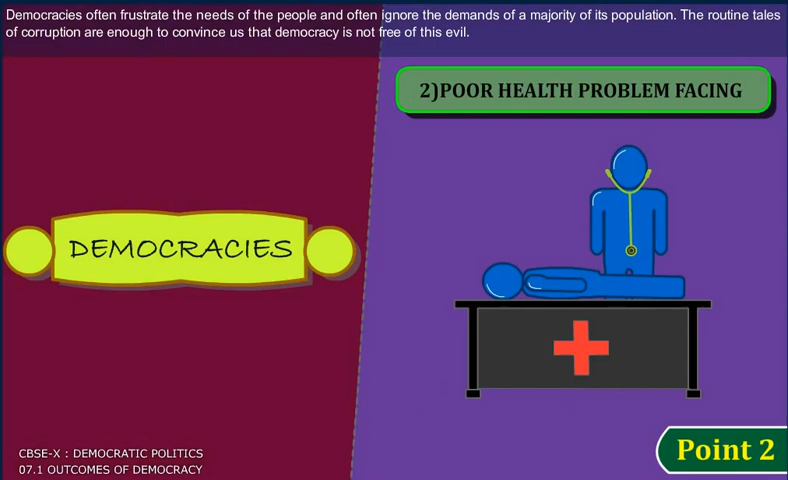 Democracies often frustrate the needs of the people and often ignore the demands of a majority of its population. The routine tales
of corruption are enough to convince us that democracy is not free of this evil.
2)POOR HEALTH PROBLEM FACING
DEMOCRACIES
CBSE-X : DEMOCRATIC POLITICS
07.1 OUTCOMES OF DEMOCRACY
Point 2